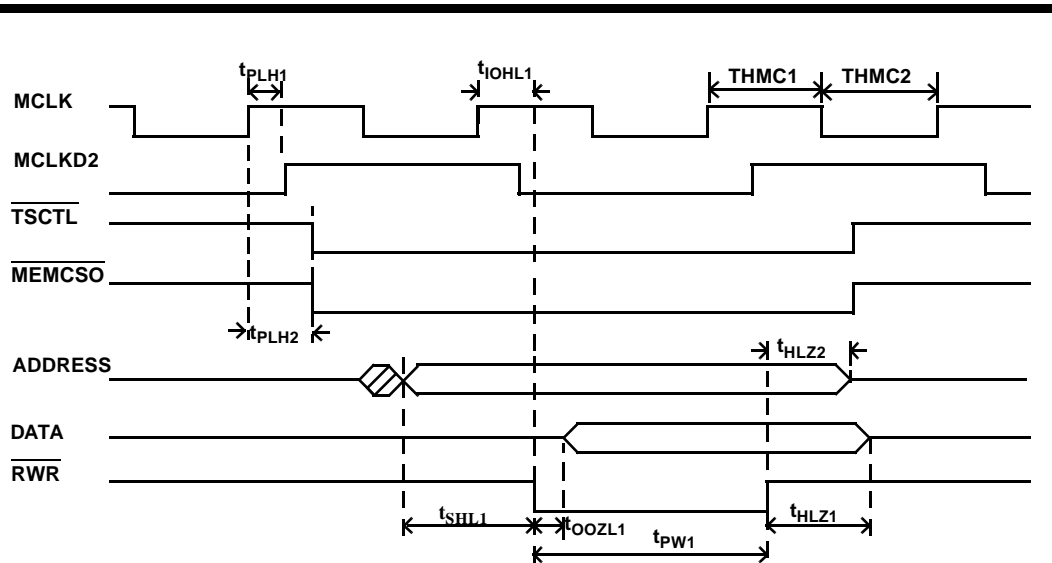 tPLH1 tIOHL1 THMC1 THMC2
MCLK
MCLKD2
TSCTL
MEMCSO
tPLH2
tHLZ2
ADDRESS
DATA
RWR
tSHL1 tOOZL1 tHLZ1
tPW1